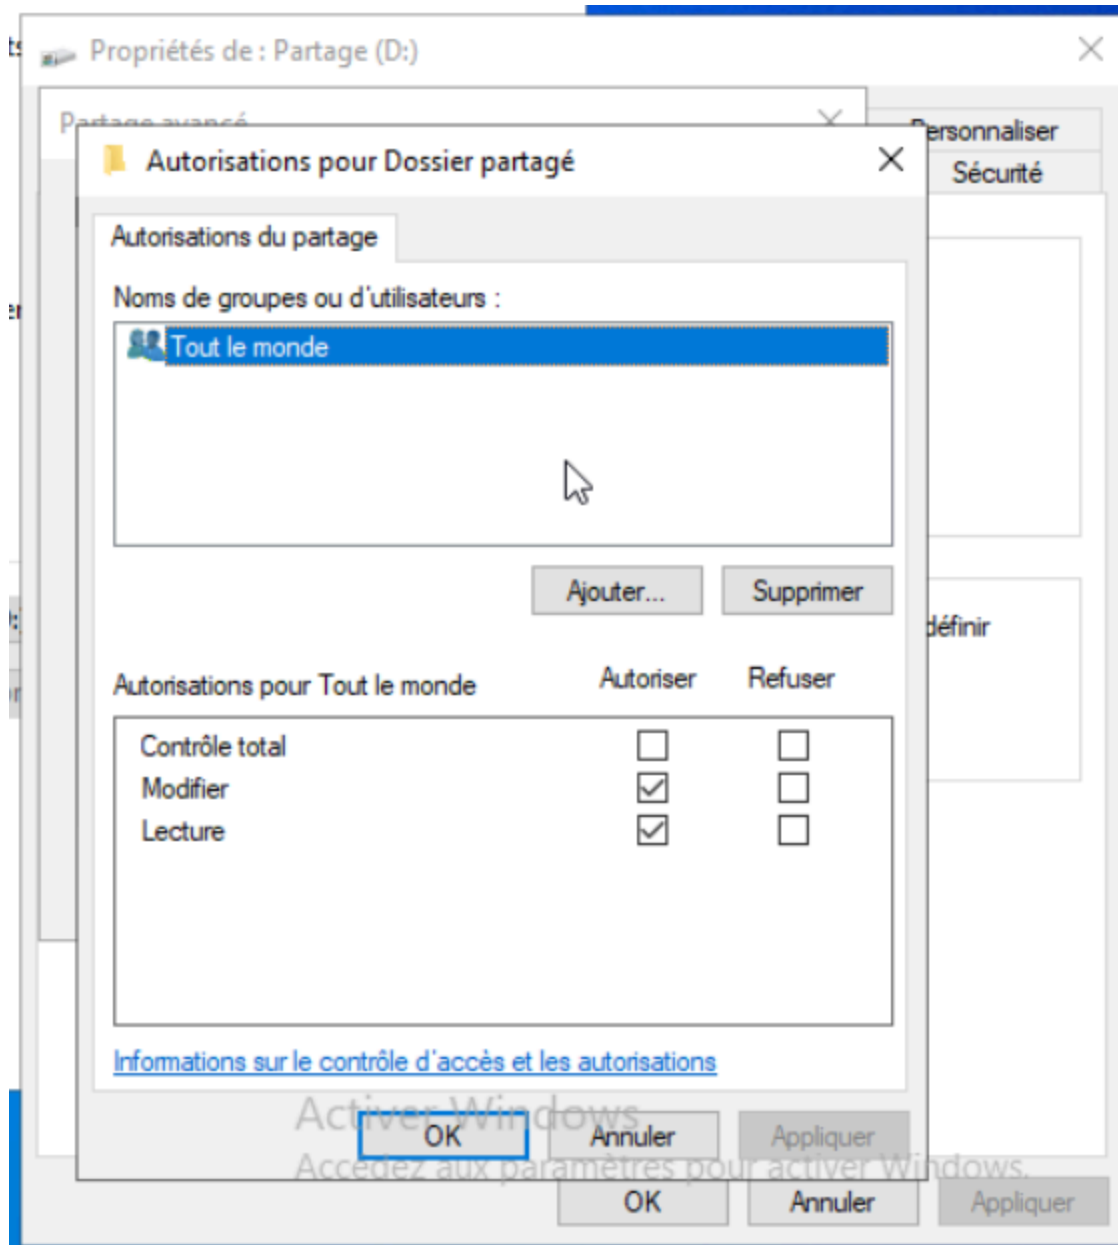 Propriétés de : Partage (D:)
Partage avancé
Personnaliser
Sécurité
Autorisations pour Dossier partagé
Autorisations du partage
Noms de groupes ou d'utilisateurs :
Tout le monde
Ajouter...
Supprimer
définir
Autorisations pour Tout le monde
Autoriser
Refuser
Contrôle total
Modifier
Lecture
Informations sur le contrôle d'accès et les autorisations
Activer Windows
OK
Annuler
Appliquer
Accédez aux paramètres pour activer Windows.
OK
Annuler
Appliquer